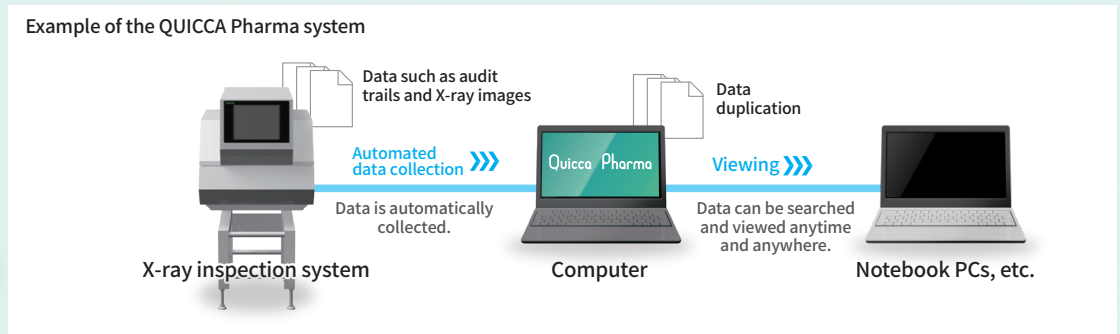 Example of the QUICCA Pharma system
Data such as audit
trails and X-ray images
Data
duplication
Automated
data collection
Quicca Pharma
Viewing
Data is automatically
collected.
Data can be searched
and viewed anytime
and anywhere.
X-ray inspection system
Computer
Notebook PCs, etc.